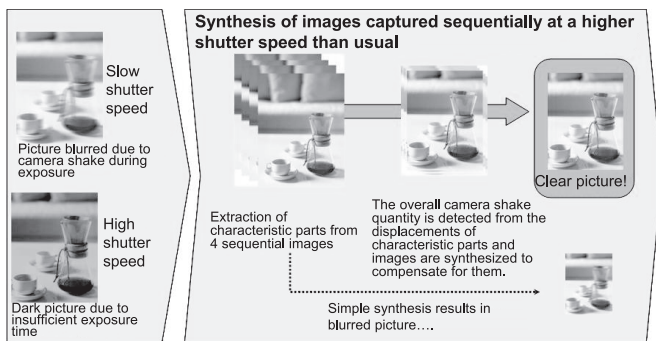 Slow
shutter
speed
Picture blurred due to
camera shake during
exposure
High
shutter
speed
Dark picture due to
insufficient exposure
time
Synthesis of images captured sequentially at a higher
shutter speed than usual
Extraction of
characteristic parts from
4 sequential images
The overall camera shake
quantity is detected from the
displacements of
characteristic parts and
images are synthesized to
compensate for them.
Clear picture!
Simple synthesis results in
blurred picture….